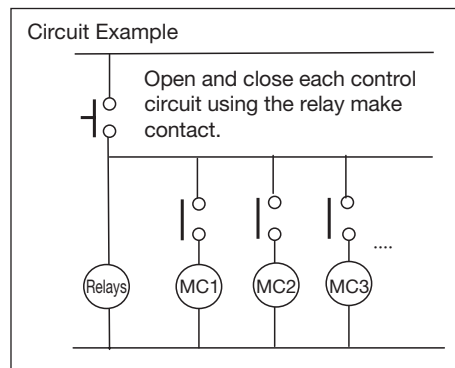 Circuit Example
Open and close each control
circuit using the relay make
contact.
....
Relays MC1 MC2 MC3